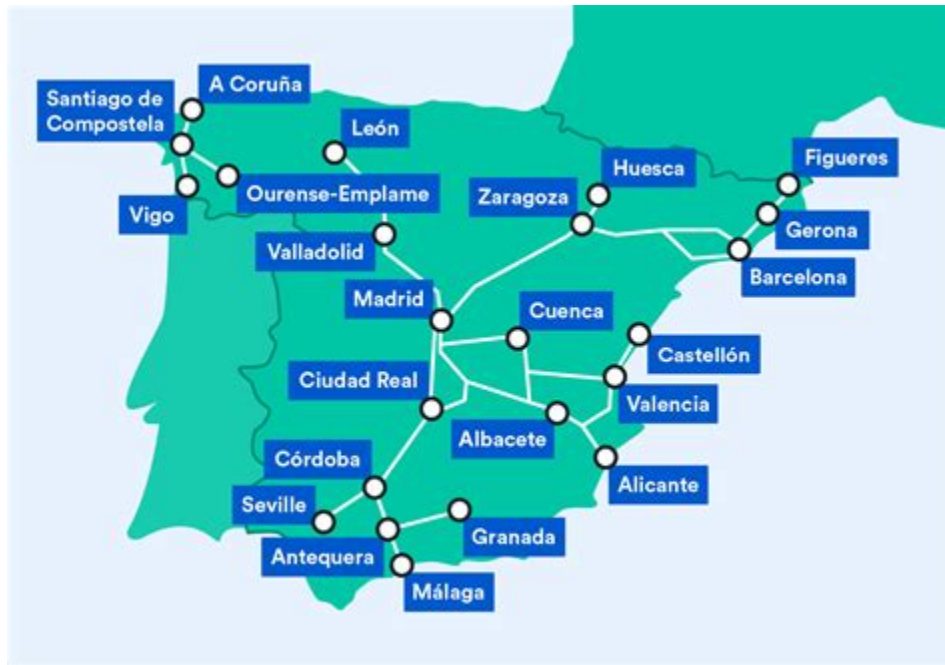 A Coruña
Santiago de
Compostela
León
Huesca
Figueres
Ourense-Emplame
Zaragoza
Vigo
Gerona
Valladolid
Barcelona
Madrid
Cuenca
Castellón
Ciudad Real
Valencia
Albacete
Córdoba
Alicante
Seville
Granada
Antequera
Málaga